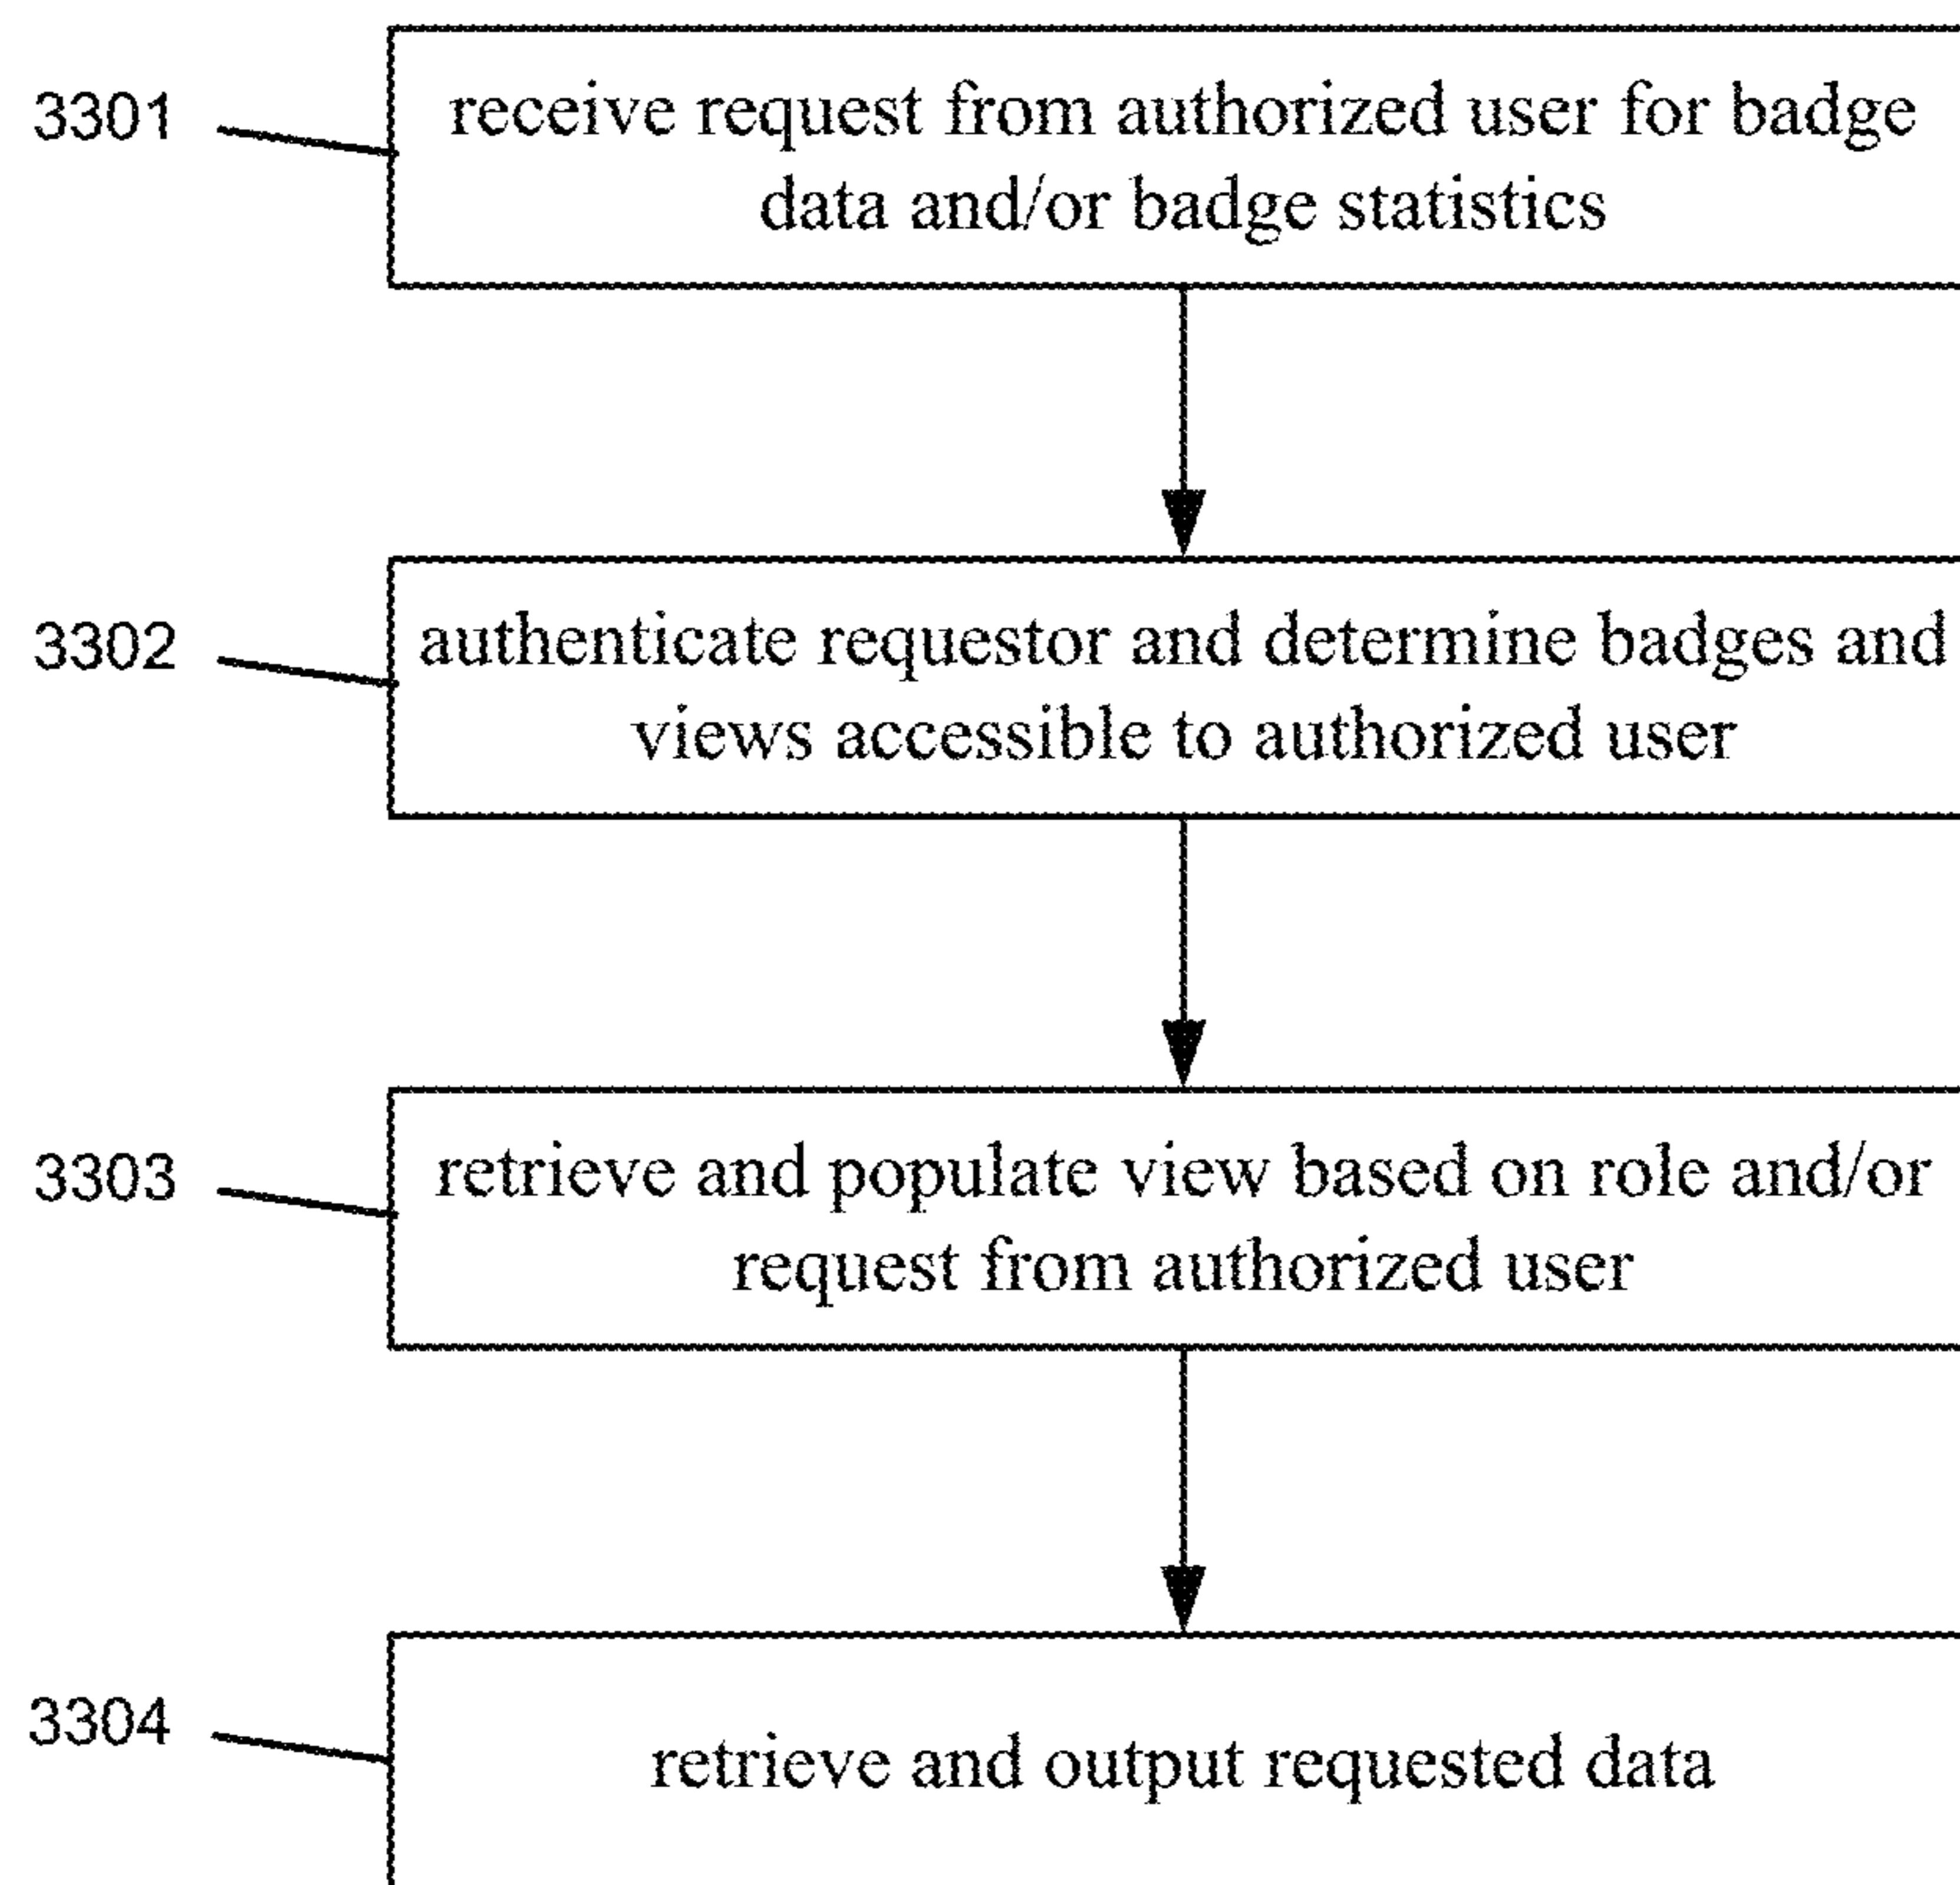 3301
receive request from authorized user for badge
data and/or badge statistics
3302
authenticate requestor and determine badges and
views accessible to authorized user
3303
retrieve and populate view based on role and/or
request from authorized user
3304
retrieve and output requested data